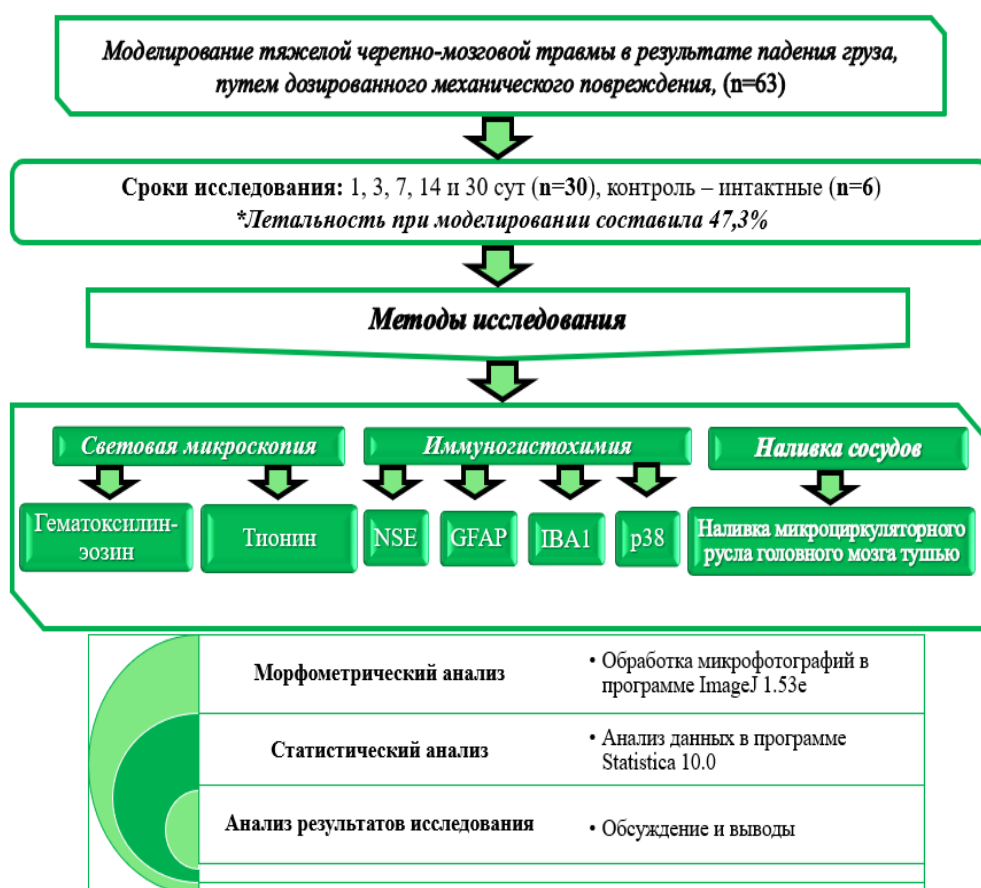 Моделирование тяжелой черепно-мозговой травмы в результате падения груза,
путем дозированного механического повреждения, (n=63)
Сроки исследования: 1, 3, 7, 14 и 30 сут (n=30), контроль – интактные (n=6)
*Летальность при моделировании составила 47,3%
Методы исследования
Световая микроскопия
Иммуногистохимия
Наливка сосудов
Гематоксилин-
эозин
Тионин
NSE
GFAP
IBA1
p38
Наливка микроциркуляторного
русла головного мозга тушью
Морфометрический анализ
• Обработка микрофотографий в
программе ImageJ 1.53e
Статистический анализ
• Анализ данных в программе
Statistica 10.0
Анализ результатов исследования
• Обсуждение и выводы